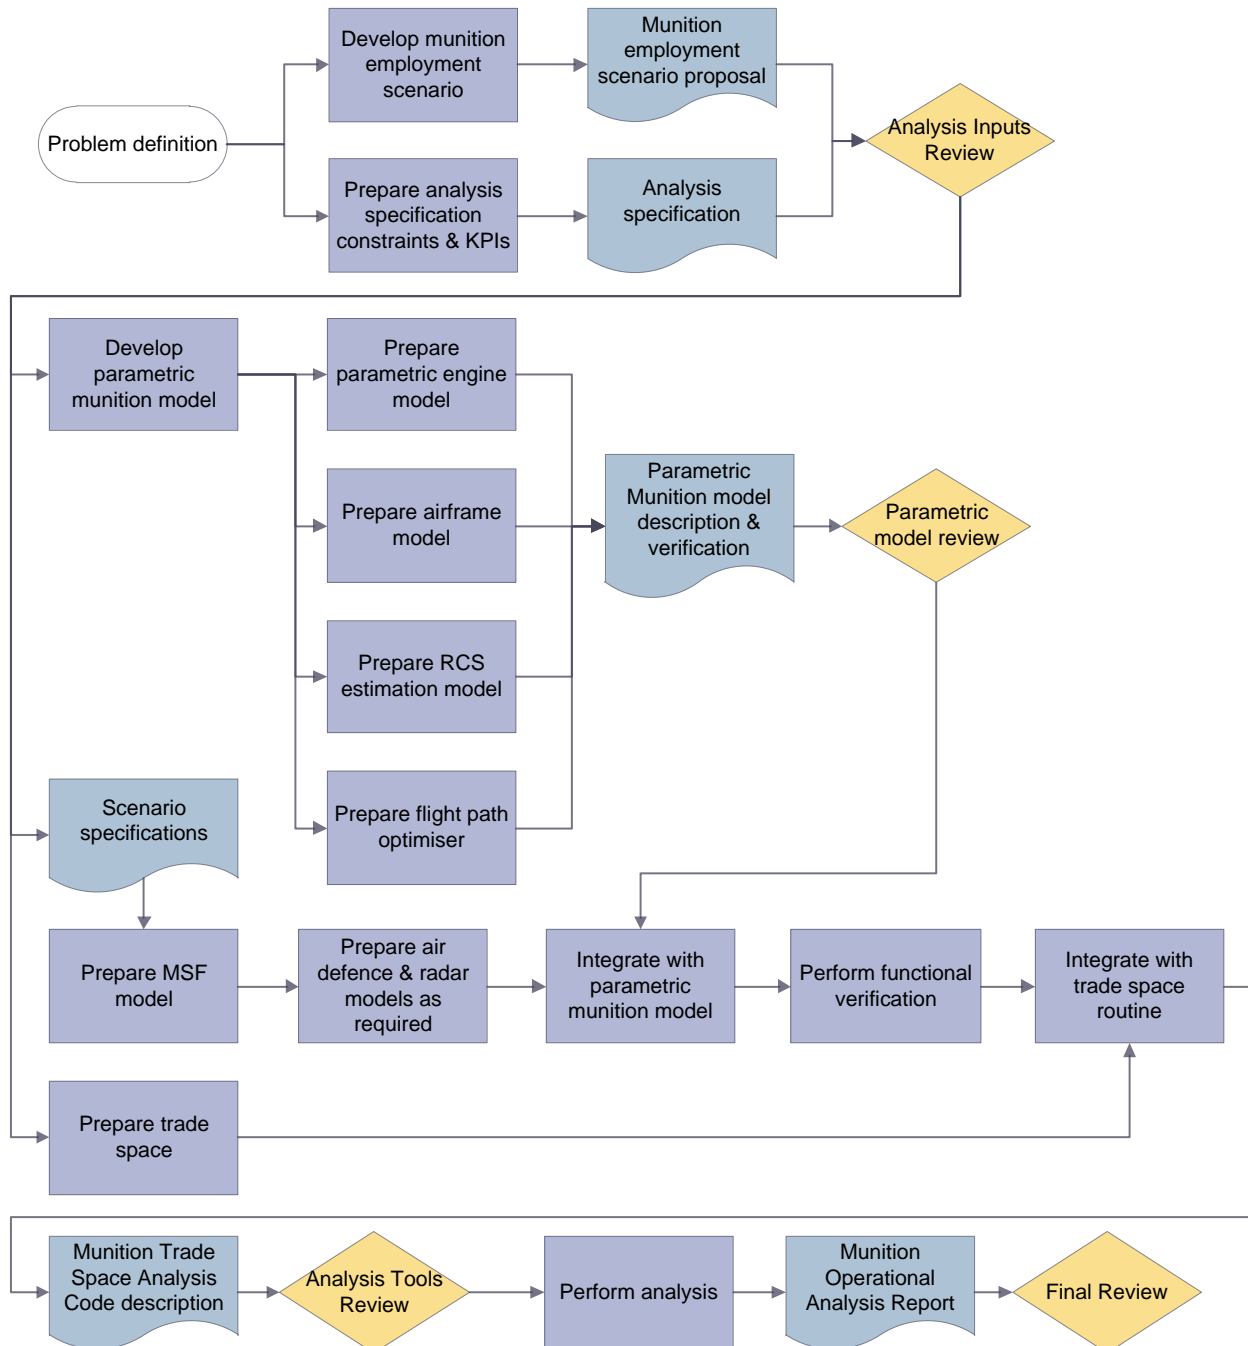 Develop munition
employment
scenario
Munition
employment
scenario proposal
Problem definition
Analysis Inputs
Review
Prepare analysis
specification
constraints & KPIs
Analysis
specification
Develop
parametric
munition model
Prepare
parametric engine
model
Prepare airframe
model
Parametric
Munition model
description &
verification
Parametric
model review
Prepare RCS
estimation model
Prepare flight path
optimiser
Scenario
specifications
Prepare MSF
model
Prepare air
defence & radar
models as
required
Integrate with
parametric
munition model
Perform functional
verification
Integrate with
trade space
routine
Prepare trade
space
Munition Trade
Space Analysis
Code description
Analysis Tools
Review
Perform analysis
Munition
Operational
Analysis Report
Final Review